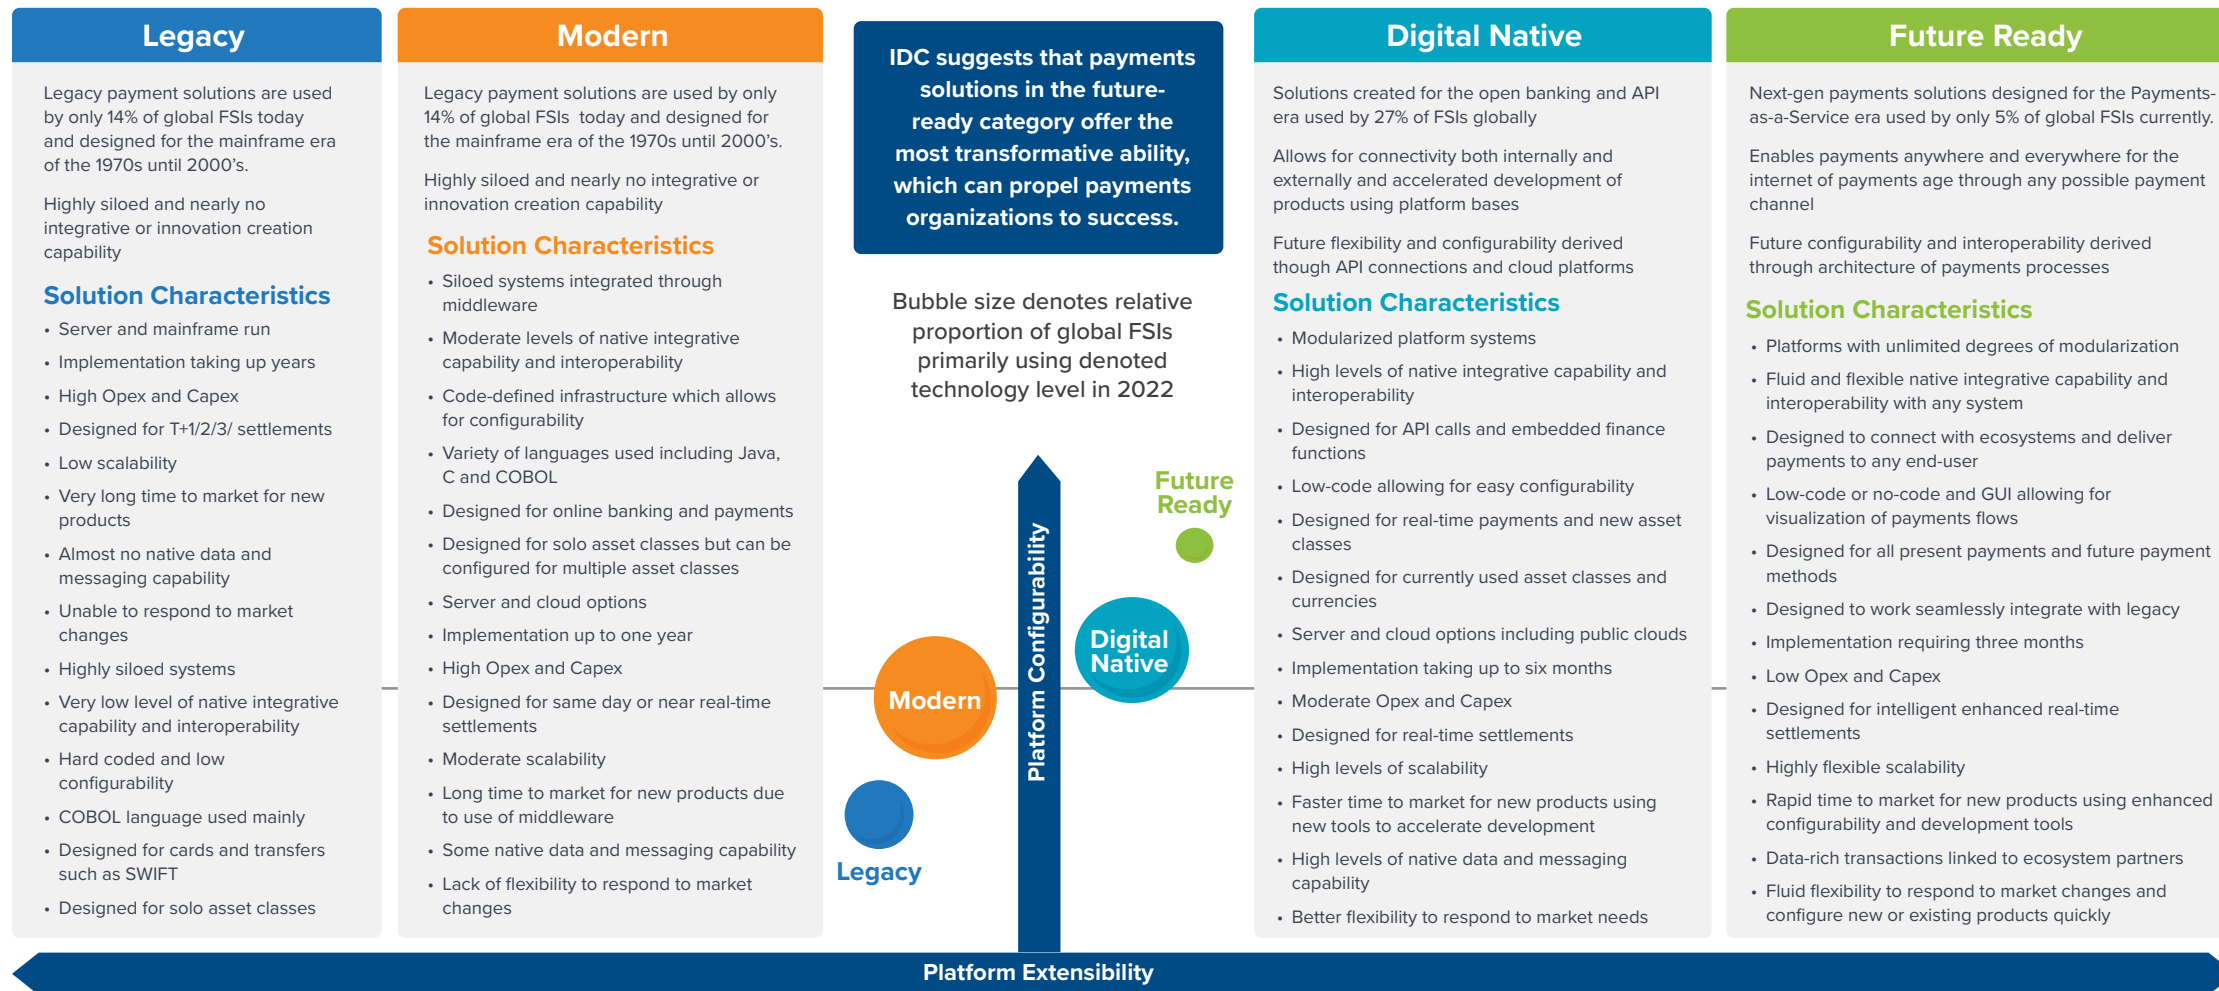 Legacy
Legacy payment solutions are used
by only 14% of global FSIs today
and designed for the mainframe era
of the 1970s until 2000's.
Highly siloed and nearly no
integrative or innovation creation
capability
Solution Characteristics
• Server and mainframe run
• Implementation taking up years
• High Opex and Capex
• Designed for T+1/2/3/ settlements
• Low scalability
• Very long time to market for new
products
• Almost no native data and
messaging capability
• Unable to respond to market
changes
• Highly siloed systems
• Very low level of native integrative
capability and interoperability
• Hard coded and low
configurability
• COBOL language used mainly
• Designed for cards and transfers
such as SWIFT
• Designed for solo asset classes
Modern
Legacy payment solutions are used by only
14% of global FSIs today and designed for
the mainframe era of the 1970s until 2000's.
Highly siloed and nearly no integrative or
innovation creation capability
Solution Characteristics
• Siloed systems integrated through
middleware
• Moderate levels of native integrative
capability and interoperability
• Code-defined infrastructure which allows
for configurability
• Variety of languages used including Java,
C and COBOL
• Designed for online banking and payments
• Designed for solo asset classes but can be
configured for multiple asset classes
• Server and cloud options
• Implementation up to one year
• High Opex and Capex
• Designed for same day or near real-time
settlements
• Moderate scalability
• Long time to market for new products due
to use of middleware
• Some native data and messaging capability
• Lack of flexibility to respond to market
changes
IDC suggests that payments
solutions in the future-
ready category offer the
most transformative ability,
which can propel payments
organizations to success.
Bubble size denotes relative
proportion of global FSIs
primarily using denoted
technology level in 2022
Future
Ready
Platform Configurability
Digital
Native
Modern
Legacy
Digital Native
Solutions created for the open banking and API
era used by 27% of FSIs globally
Allows for connectivity both internally and
externally and accelerated development of
products using platform bases
Future flexibility and configurability derived
though API connections and cloud platforms
Solution Characteristics
• Modularized platform systems
• High levels of native integrative capability and
interoperability
• Designed for API calls and embedded finance
functions
• Low-code allowing for easy configurability
• Designed for real-time payments and new asset
classes
• Designed for currently used asset classes and
currencies
• Server and cloud options including public clouds
• Implementation taking up to six months
• Moderate Opex and Capex
• Designed for real-time settlements
• High levels of scalability
• Faster time to market for new products using
new tools to accelerate development
• High levels of native data and messaging
capability
• Better flexibility to respond to market needs
Future Ready
Next-gen payments solutions designed for the Payments-
as-a-Service era used by only 5% of global FSIs currently.
Enables payments anywhere and everywhere for the
internet of payments age through any possible payment
channel
Future configurability and interoperability derived
through architecture of payments processes
Solution Characteristics
• Platforms with unlimited degrees of modularization
• Fluid and flexible native integrative capability and
interoperability with any system
• Designed to connect with ecosystems and deliver
payments to any end-user
• Low-code or no-code and GUI allowing for
visualization of payments flows
• Designed for all present payments and future payment
methods
• Designed to work seamlessly integrate with legacy
• Implementation requiring three months
• Low Opex and Capex
• Designed for intelligent enhanced real-time
settlements
• Highly flexible scalability
• Rapid time to market for new products using enhanced
configurability and development tools
• Data-rich transactions linked to ecosystem partners
• Fluid flexibility to respond to market changes and
configure new or existing products quickly
Platform Extensibility